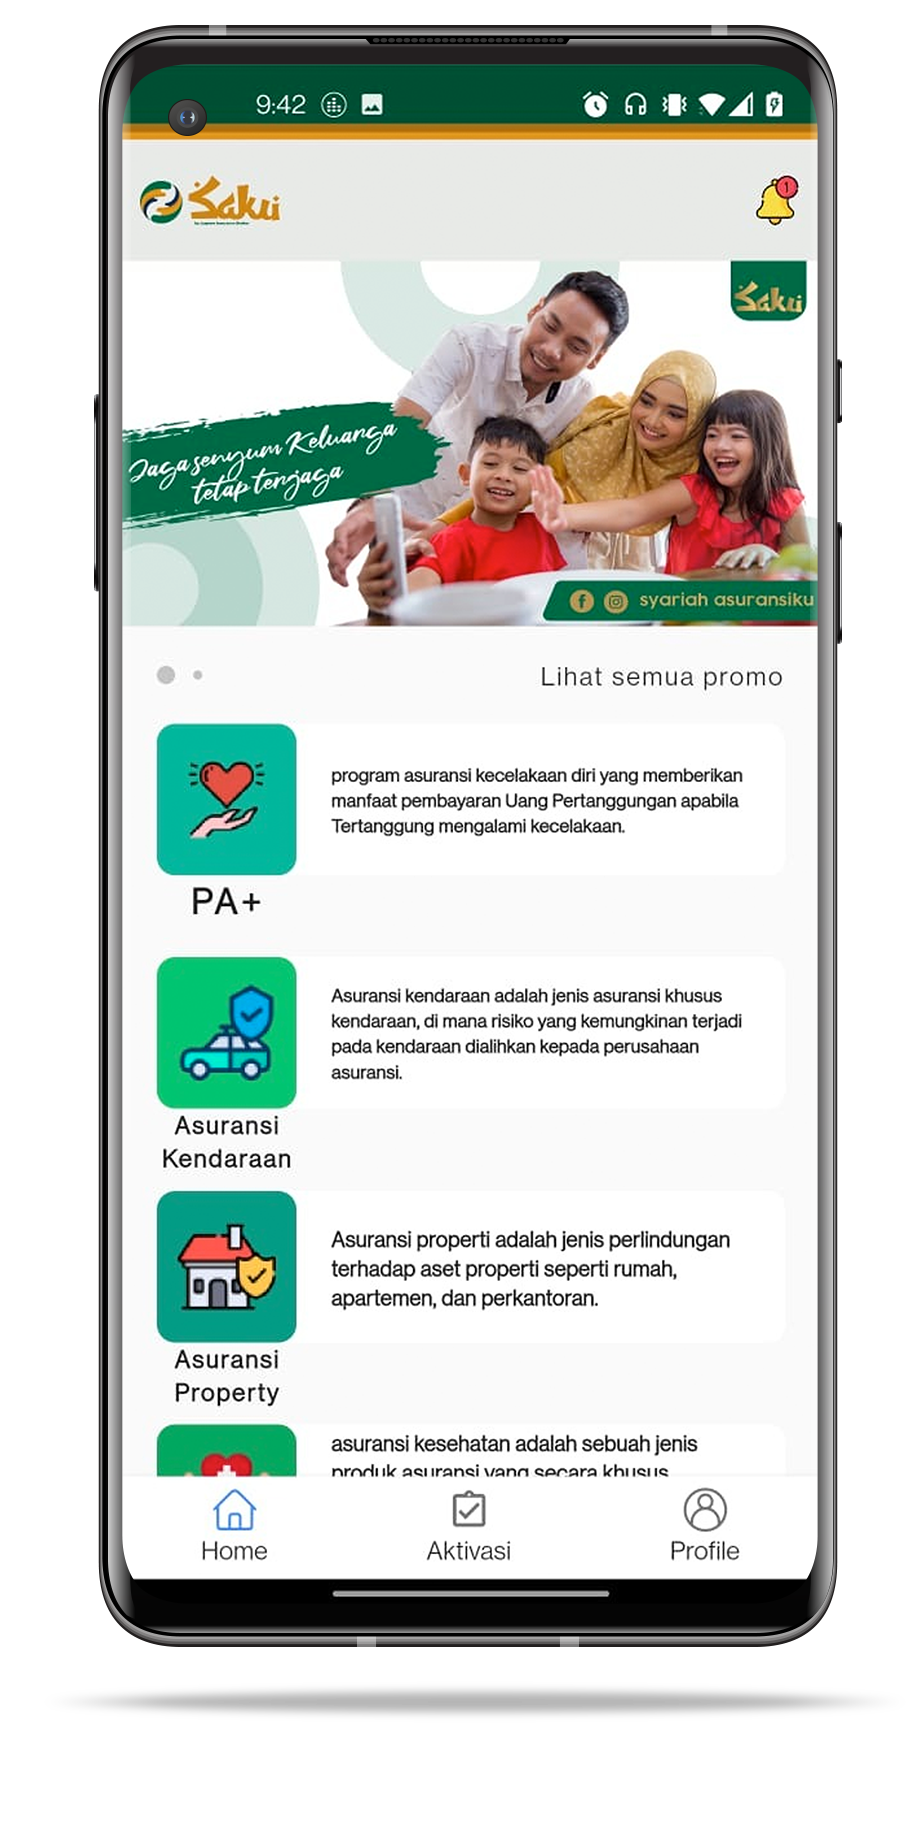 9:42
Saku
1
Saku
Jaga senyum Keluarga
tetap terjaga
syariah asuransiku
Lihat semua promo
program asuransi kecelakaan diri yang memberikan
manfaat pembayaran Uang Pertanggungan apabila
Tertanggung mengalami kecelakaan.
PA+
Asuransi kendaraan adalah jenis asuransi khusus
kendaraan, di mana risiko yang kemungkinan terjadi
pada kendaraan dialihkan kepada perusahaan
asuransi.
Asuransi
Kendaraan
Asuransi properti adalah jenis perlindungan
terhadap aset properti seperti rumah,
apartemen, dan perkantoran.
Asuransi
Property
asuransi kesehatan adalah sebuah jenis
produk asuransi yang secara khusus
Home
Aktivasi
Profile